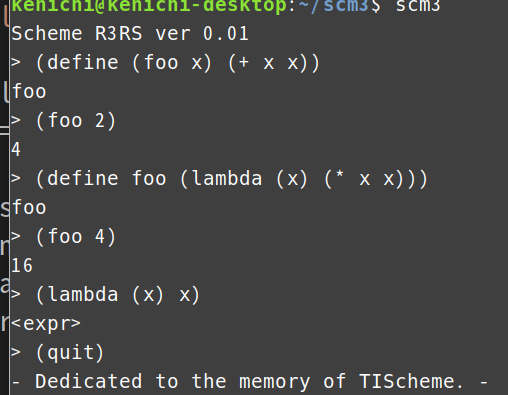 kenichi@kenichi-desktop:~/scm3$ scm3
Scheme R3RS ver 0.01
> (define (foo x) (+ x x))
foo
> (foo 2)
4
> (define foo (lambda (x) (* x x)))
foo
> (foo 4)
16
> (lambda (x) x)
<expr>
> (quit)
- Dedicated to the memory of TIScheme. -